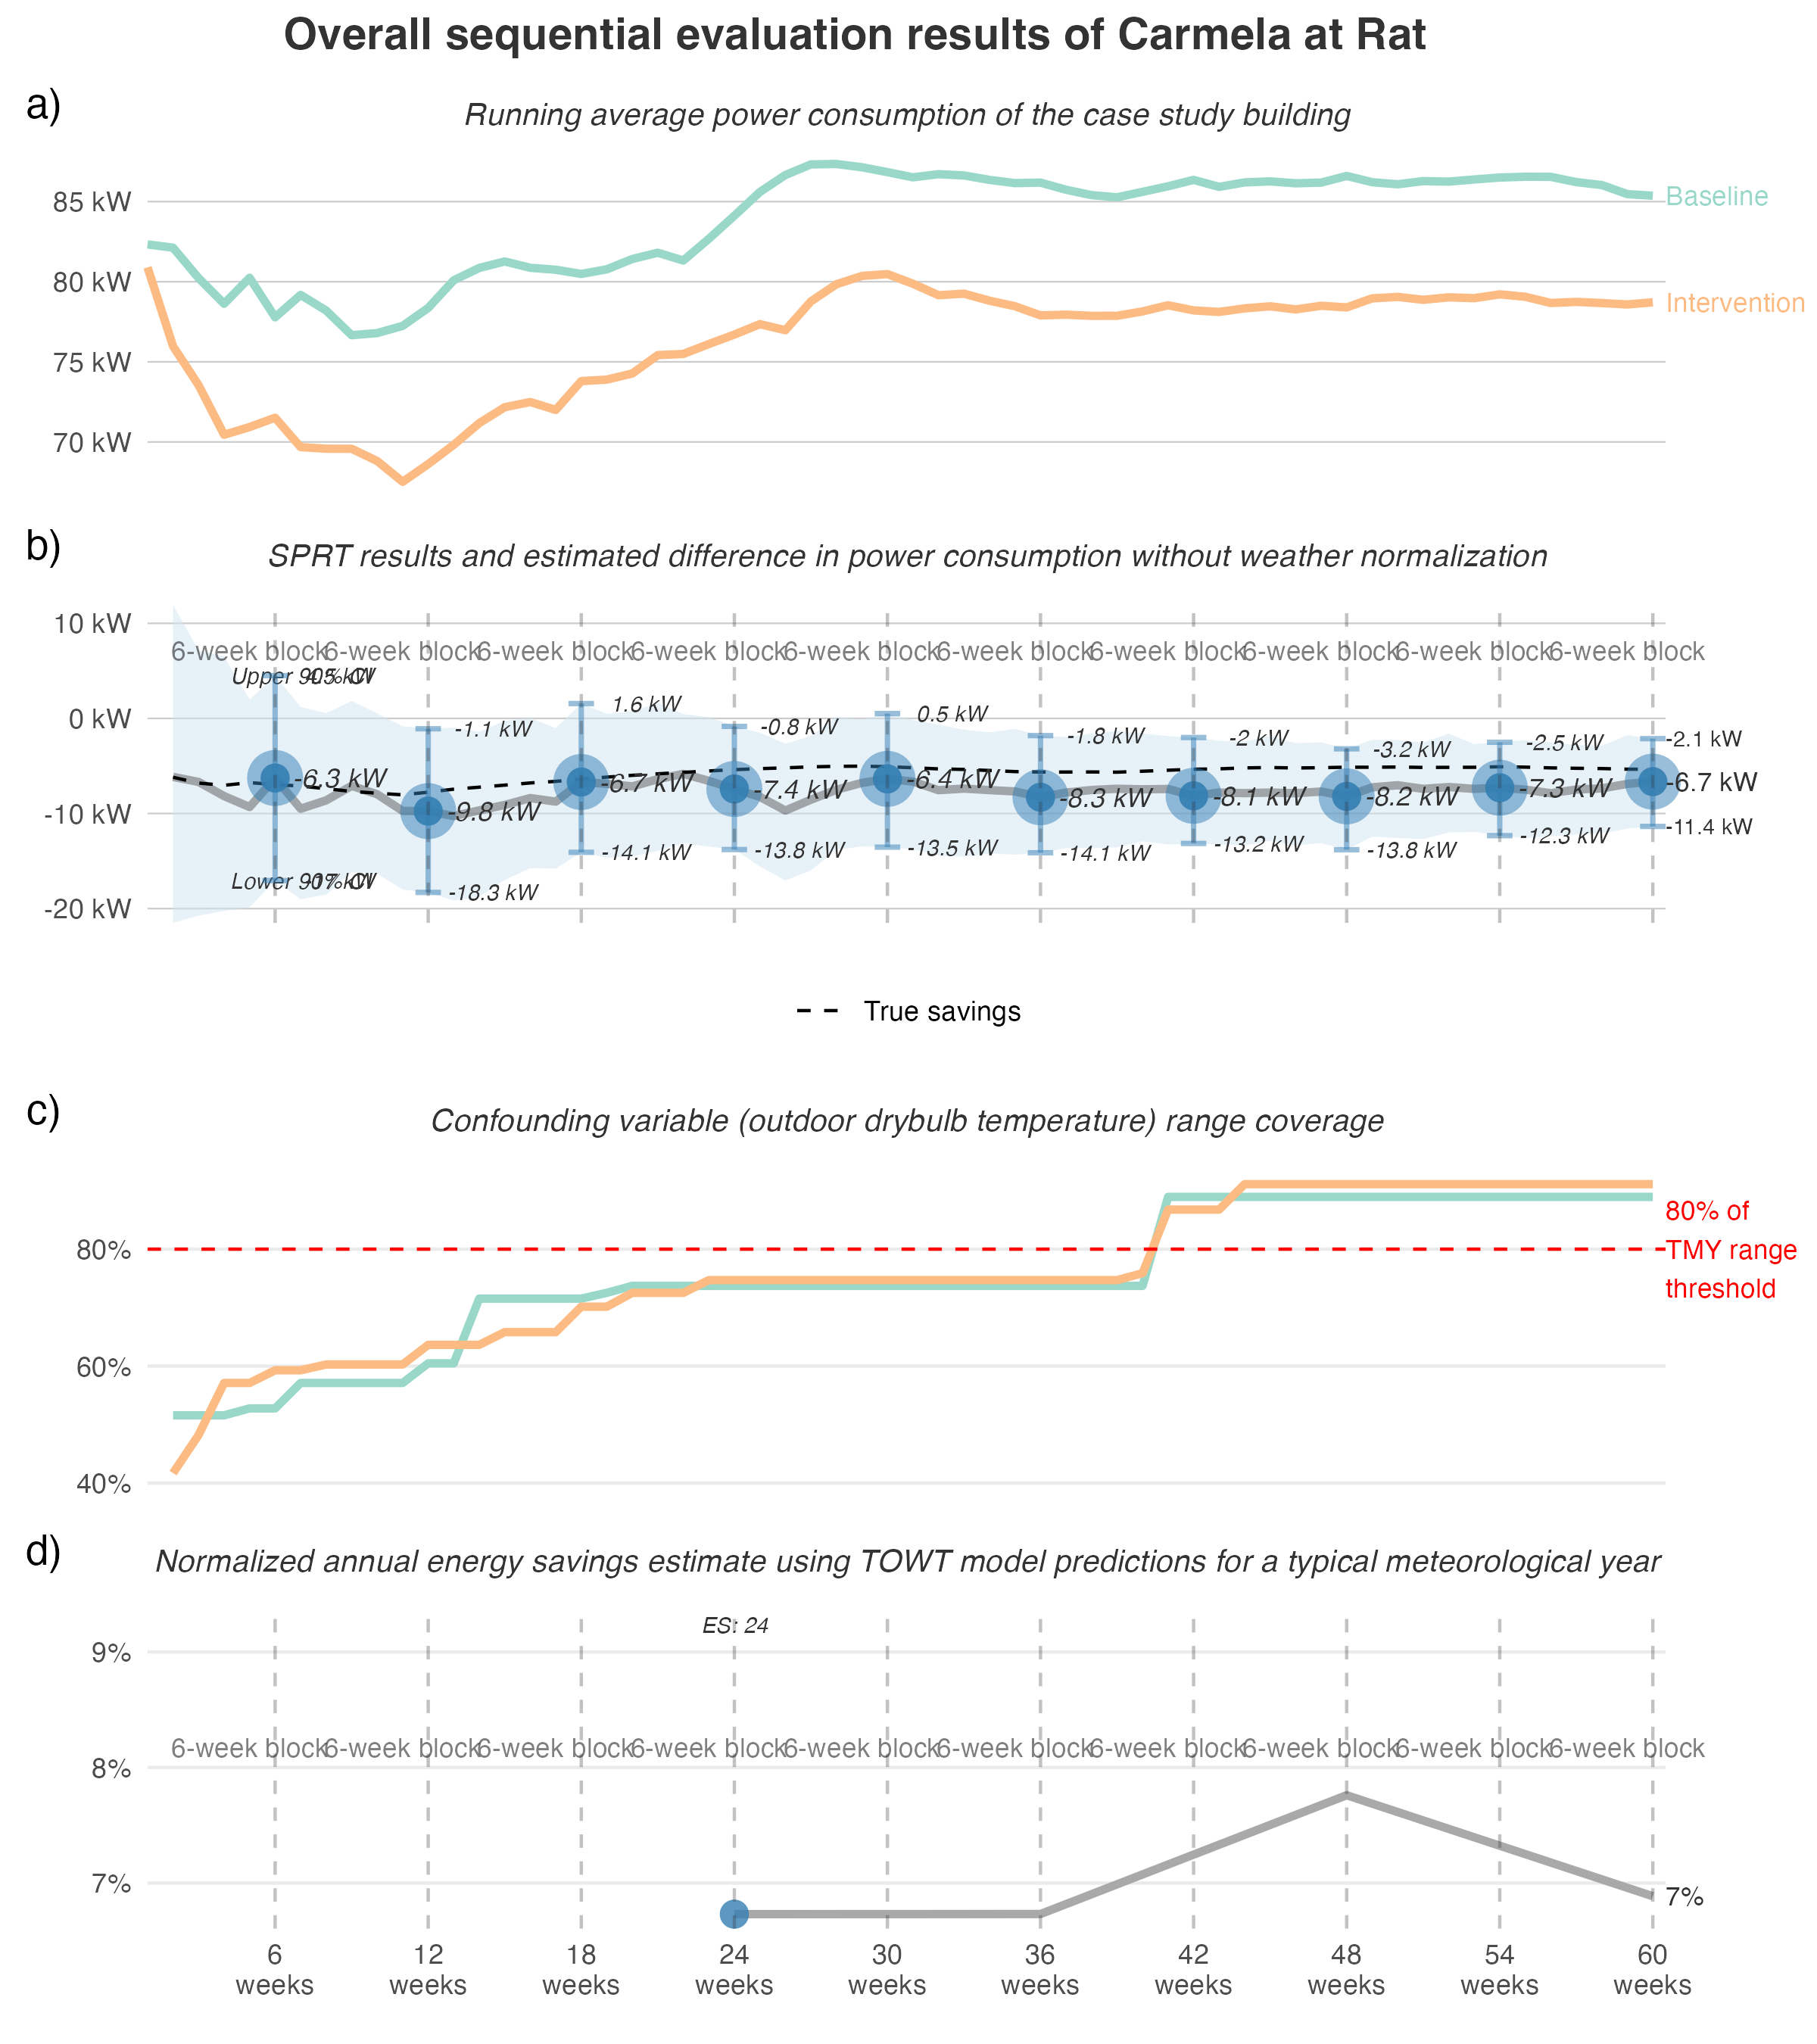 Overall sequential evaluation results of Carmela at Rat
a)
Running average power consumption of the case study building
85 kW
80 kW
75 kW
70 kW
Baseline
Intervention
b)
SPRT results and estimated difference in power consumption without weather normalization
10 kW
0 kW
-10 kW
-20 kW
6-week block 6-week block 6-week block 6-week block 6-week block 6-week block 6-week block 6-week block 6-week block 6-week block
Upper 90% CI
-1.1 kW
1.6 kW
-0.8 kW
0.5 kW
-1.8 kW
-2 kW
-3.2 kW
-2.5 kW
-2.1 kW
-6.3 kW
-9.8 kW
-6.7 kW
-7.4 kW
-6.4 kW
-8.3 kW
-8.1 kW
-8.2 kW
-7.3 kW
-6.7 kW
Lower 90% CI
-18.3 kW
-14.1 kW
-13.8 kW
-13.5 kW
-14.1 kW
-13.2 kW
-13.8 kW
-12.3 kW
-11.4 kW
True savings
c)
Confounding variable (outdoor drybulb temperature) range coverage
80%
60%
40%
80% of
TMY range
threshold
d)
Normalized annual energy savings estimate using TOWT model predictions for a typical meteorological year
ES: 24
9%
8%
7%
6-week block 6-week block 6-week block 6-week block 6-week block 6-week block 6-week block 6-week block 6-week block 6-week block
7%
6 12 18 24 30 36 42 48 54 60
weeks weeks weeks weeks weeks weeks weeks weeks weeks weeks